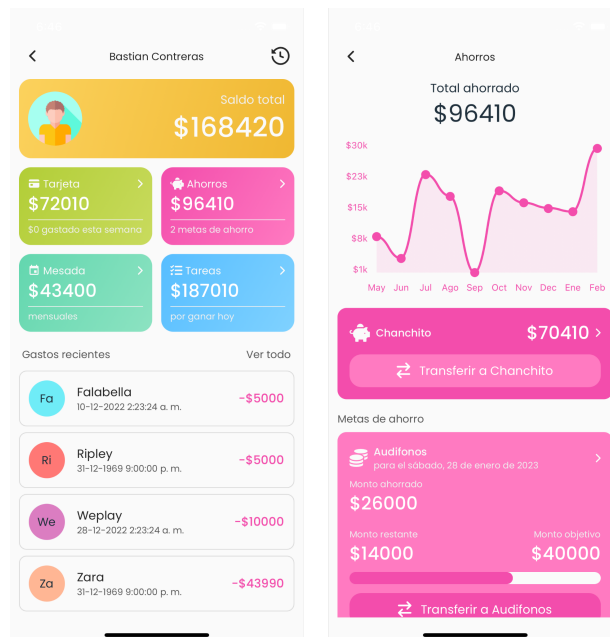 Bastian Contreras
Saldo total
$168420
Tarjeta
$72010
$0 gastado esta semana
Ahorros
$96410
2 metas de ahorro
Mesada
$43400
mensuales
Tareas
$187010
por ganar hoy
Gastos recientes
Ver todo
Fa
Falabella
10-12-2022 2:23:24 a. m.
-$5000
Ri
Ripley
31-12-1969 9:00:00 p. m.
-$5000
We
Weplay
28-12-2022 2:23:24 a. m.
-$10000
Za
Zara
31-12-1969 9:00:00 p. m.
-$43990
Ahorros
Total ahorrado
$96410
$30k
$23k
$15k
$8k
$1k
May Jun Jul Ago Sep Oct Nov Dec Ene Feb
Chanchito
$70410
Transferir a Chanchito
Metas de ahorro
Audífonos
para el sábado, 28 de enero de 2023
Monto ahorrado
$26000
Monto restante
Monto objetivo
$14000
$40000
Transferir a Audífonos